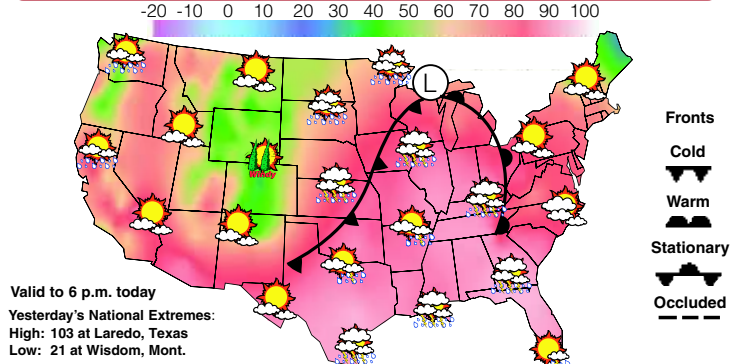 -20 -10 0 10 20 30 40 50 60 70 80 90 100
L
Windy
Fronts
Cold
Warm
Stationary
Occluded
Valid to 6 p.m. today
Yesterday's National Extremes:
High: 103 at Laredo, Texas
Low: 21 at Wisdom, Mont.